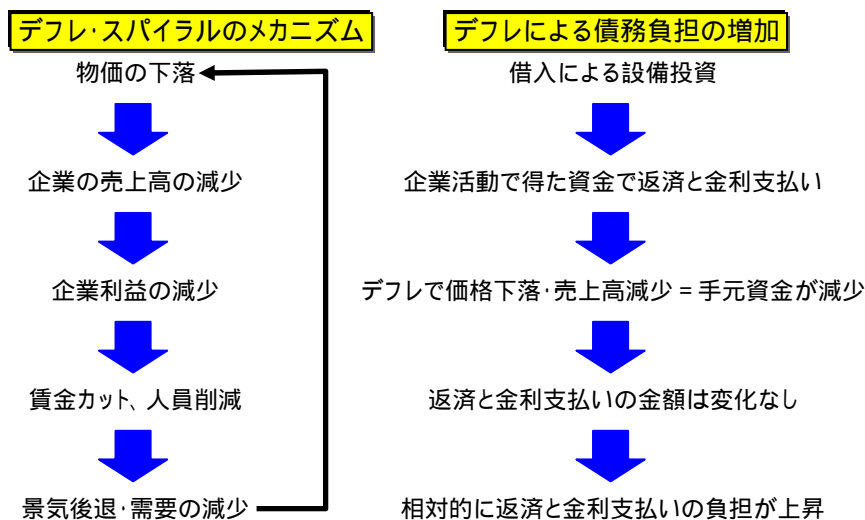 デフレ・スパイラルのメカニズム
物価の下落
企業の売上高の減少
企業利益の減少
賃金カット、人員削減
景気後退・需要の減少
デフレによる債務負担の増加
借入による設備投資
企業活動で得た資金で返済と金利支払い
デフレで価格下落・売上高減少＝手元資金が減少
返済と金利支払いの金額は変化なし
相対的に返済と金利支払いの負担が上昇